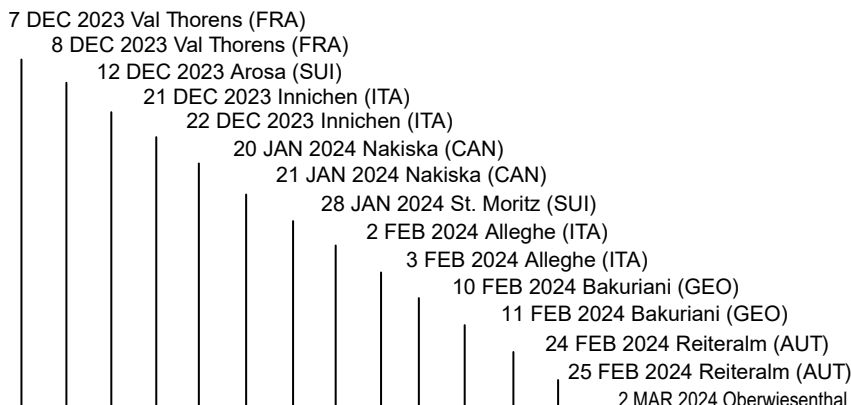 7 DEC 2023 Val Thorens (FRA)
8 DEC 2023 Val Thorens (FRA)
12 DEC 2023 Arosa (SUI)
21 DEC 2023 Innichen (ITA)
22 DEC 2023 Innichen (ITA)
20 JAN 2024 Nakiska (CAN)
21 JAN 2024 Nakiska (CAN)
28 JAN 2024 St. Moritz (SUI)
2 FEB 2024 Alleghe (ITA)
3 FEB 2024 Alleghe (ITA)
10 FEB 2024 Bakuriani (GEO)
11 FEB 2024 Bakuriani (GEO)
24 FEB 2024 Reiteralm (AUT)
25 FEB 2024 Reiteralm (AUT)
2 MAR 2024 Oberwiesenthal